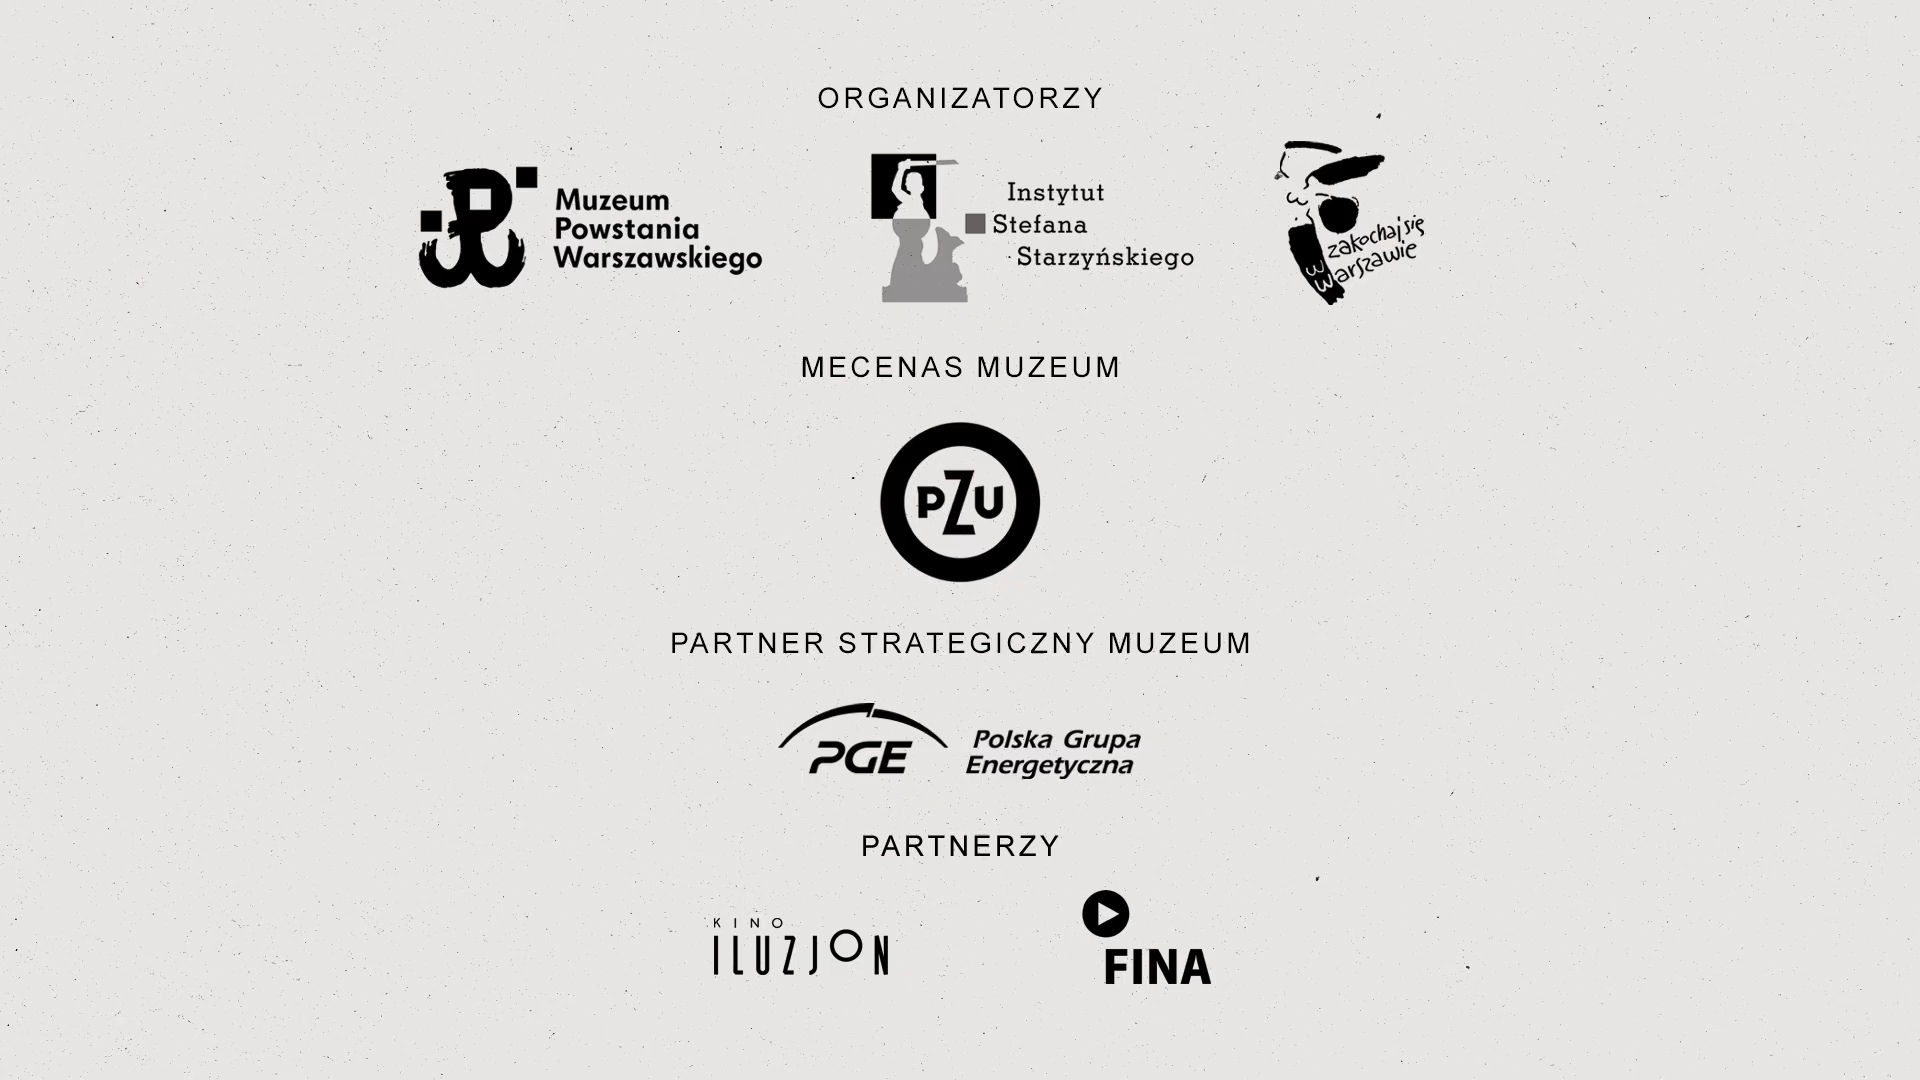 ORGANIZATORZY
Muzeum
Powstania
Warszawskiego
Instytut
Stefana
Starzyńskiego
zakochaj się
w
Warszawie
MECENAS MUZEUM
PZU
PARTNER STRATEGICZNY MUZEUM
PGE
Polska Grupa
Energetyczna
PARTNERZY
KINO
ILUZJON
FINA